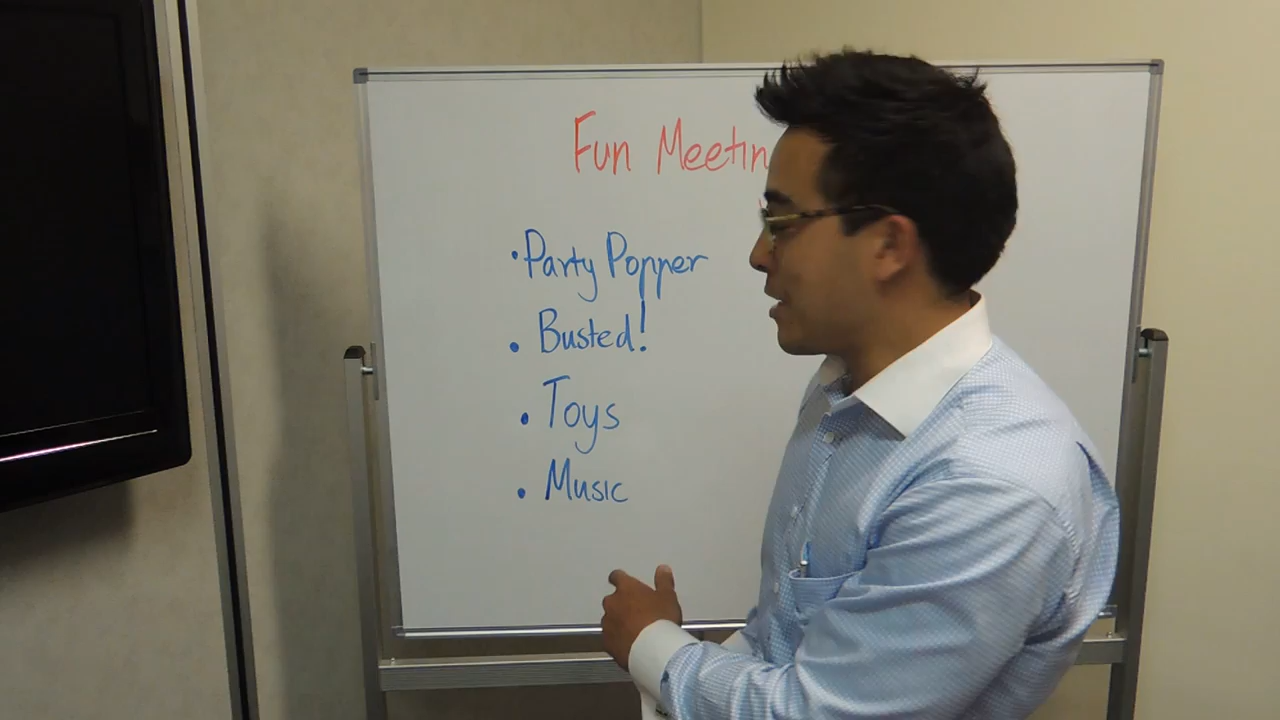 Fun Meetin
• Party Popper
• Busted!
• Toys
• Music